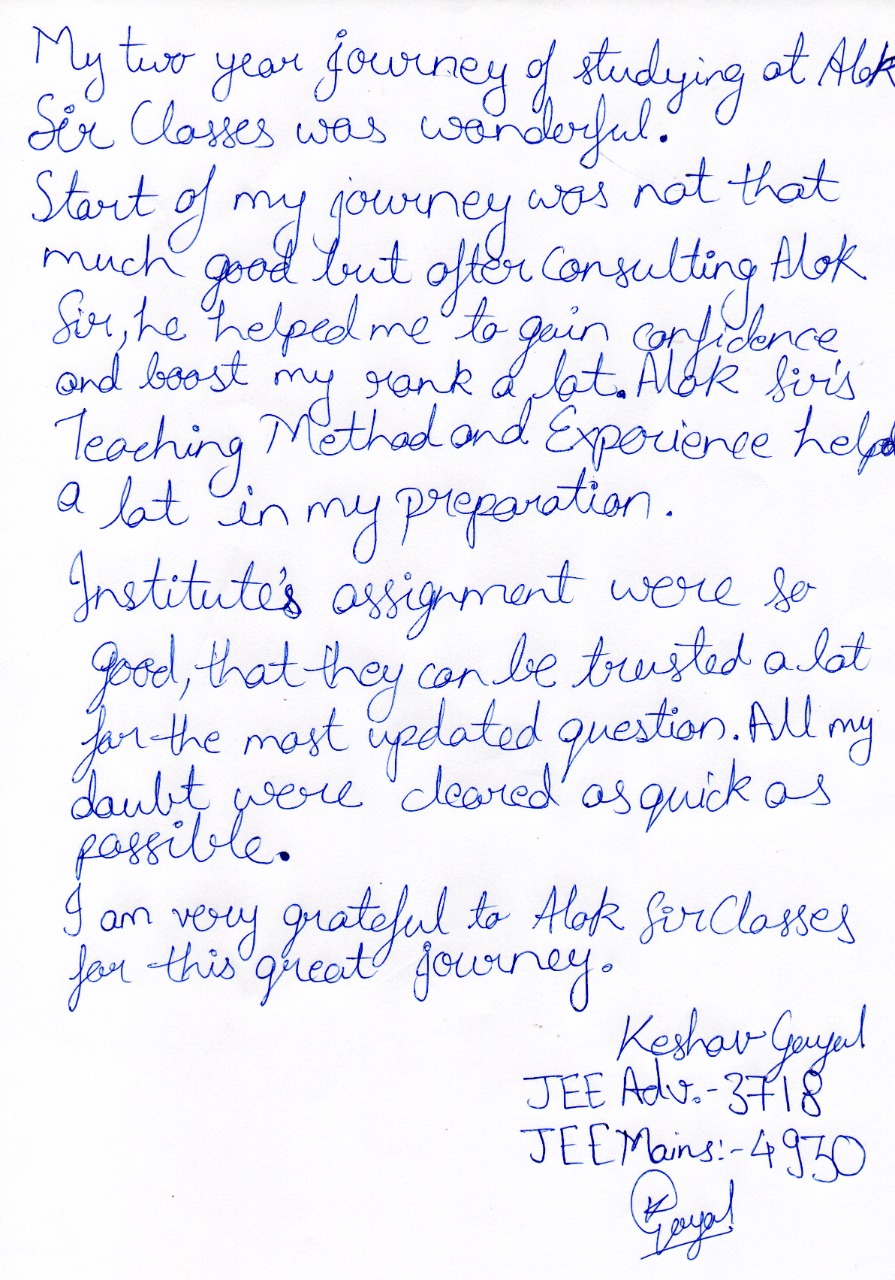 My two year journey of studying at Alok
Sir Classes was wonderful.
Start of my journey was not that
much good but after consulting Alok
Sir, he helped me to gain confidence
and boost my rank a lot. Alok Sir's
Teaching Method and Experience helped
a lot in my preparation.
Institute's assignment were so
good, that they can be trusted a lot
for the most updated question. All my
doubt were cleared as quick as
possible.
I am very grateful to Alok Sir Classes
for this great journey.
Keshav Goyal
JEE Adv.:-3718
JEE Mains:-4930
K Goyal